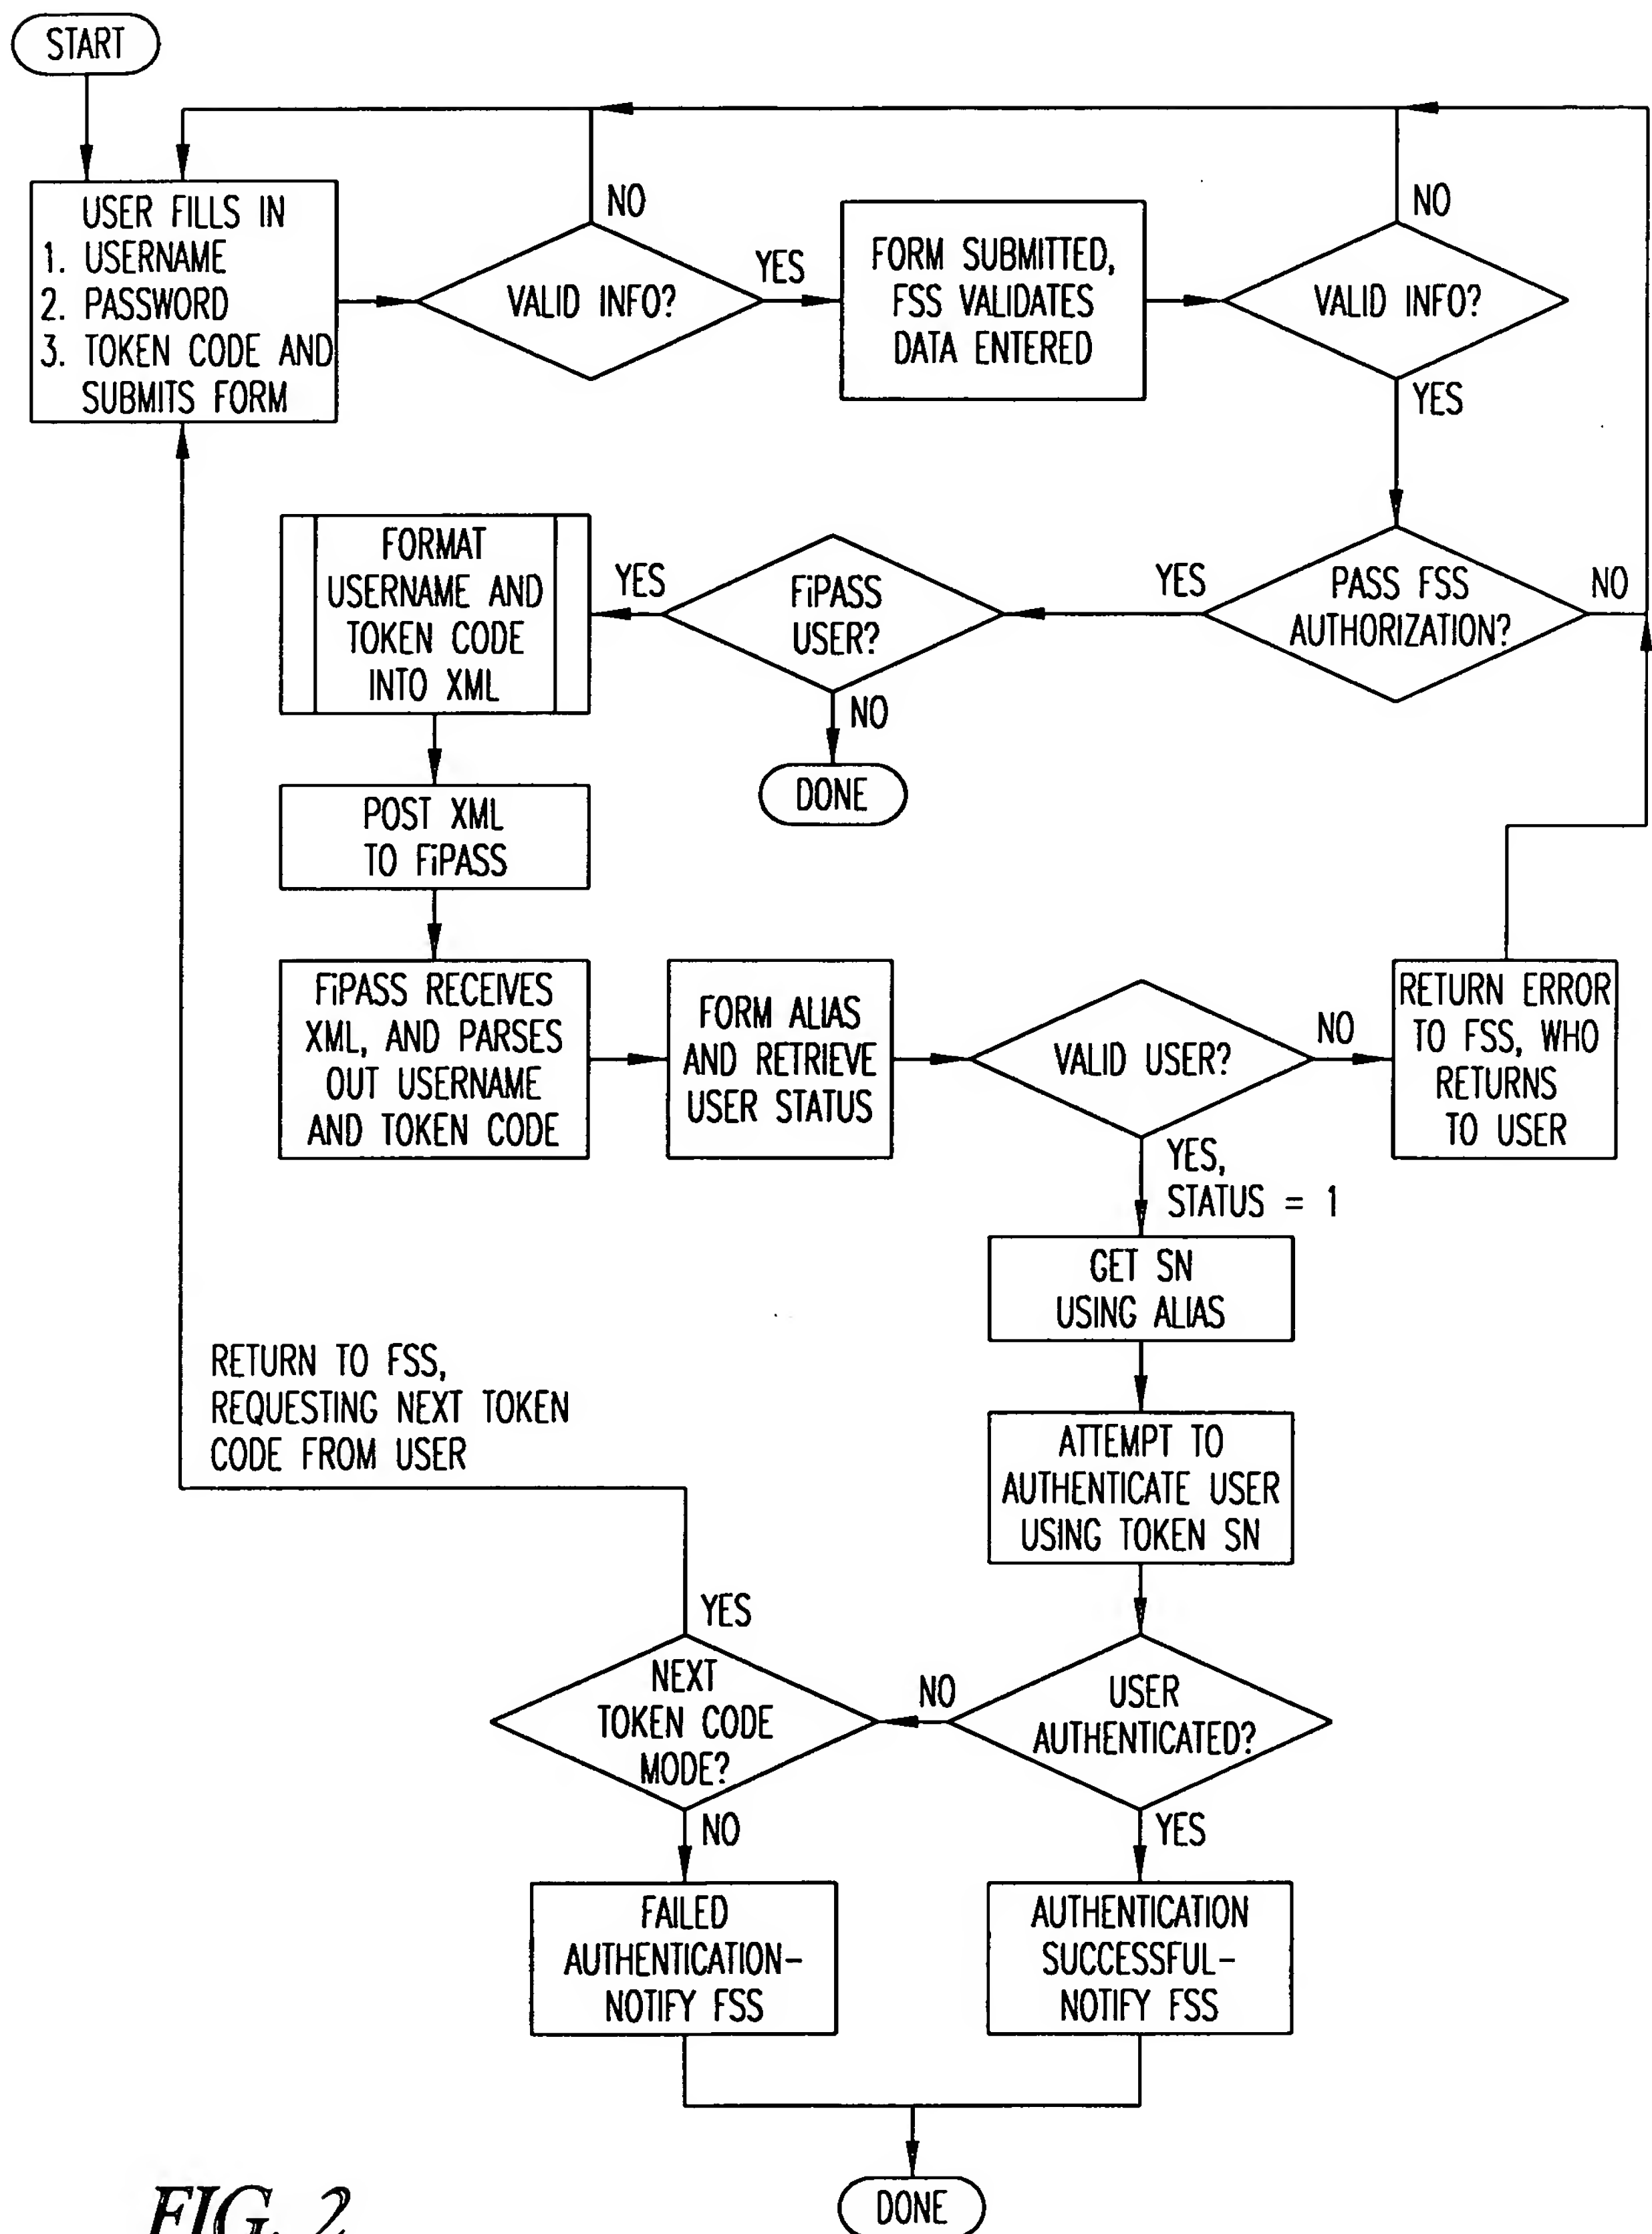 START
USER FILLS IN
1. USERNAME
2. PASSWORD
3. TOKEN CODE AND
SUBMITS FORM
VALID INFO?
NO
YES
FORM SUBMITTED,
FSS VALIDATES
DATA ENTERED
VALID INFO?
NO
YES
PASS FSS
AUTHORIZATION?
NO
YES
FiPASS
USER?
YES
NO
DONE
FORMAT
USERNAME AND
TOKEN CODE
INTO XML
POST XML
TO FiPASS
FiPASS RECEIVES
XML, AND PARSES
OUT USERNAME
AND TOKEN CODE
FORM ALIAS
AND RETRIEVE
USER STATUS
VALID USER?
NO
RETURN ERROR
TO FSS, WHO
RETURNS
TO USER
YES,
STATUS = 1
GET SN
USING ALIAS
ATTEMPT TO
AUTHENTICATE USER
USING TOKEN SN
USER
AUTHENTICATED?
NO
YES
NEXT
TOKEN CODE
MODE?
YES
RETURN TO FSS,
REQUESTING NEXT TOKEN
CODE FROM USER
NO
FAILED
AUTHENTICATION-
NOTIFY FSS
AUTHENTICATION
SUCCESSFUL-
NOTIFY FSS
DONE
FIG. 2